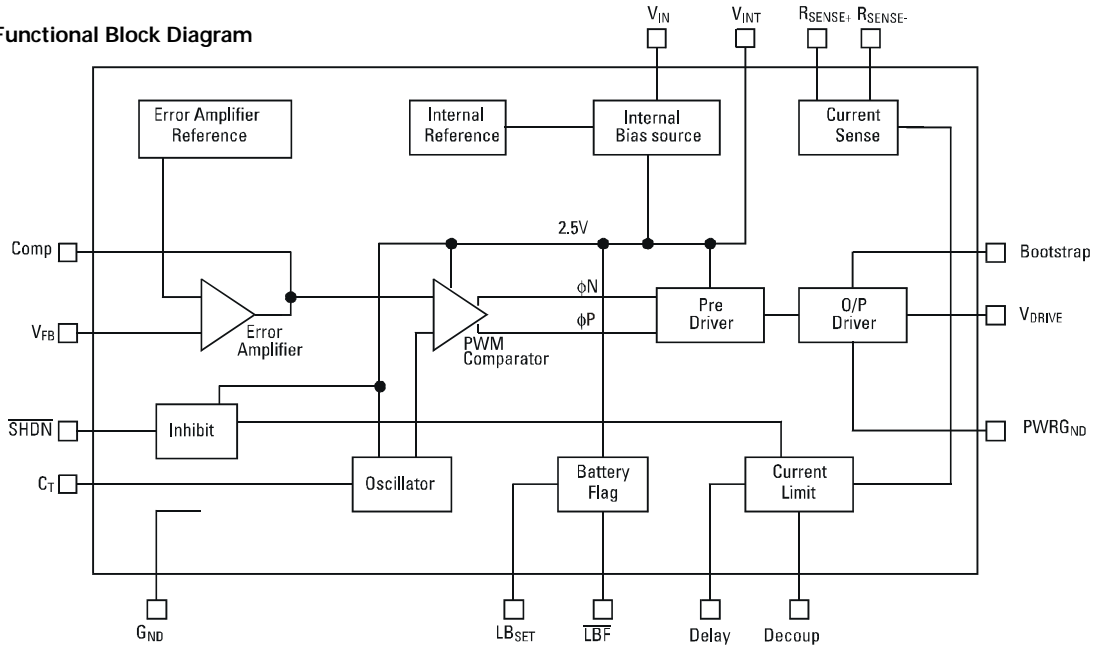 Functional Block Diagram
VIN
VINT
RSENSE+
RSENSE-
Error Amplifier
Reference
Internal
Reference
Internal
Bias source
Current
Sense
2.5V
Comp
VFB
Error
Amplifier
PWM
Comparator
ϕN
ϕP
Pre
Driver
O/P
Driver
Bootstrap
VDRIVE
PWRGND
SHDN
Inhibit
CT
Oscillator
Battery
Flag
Current
Limit
GND
LBSET
LBF
Delay
Decoup